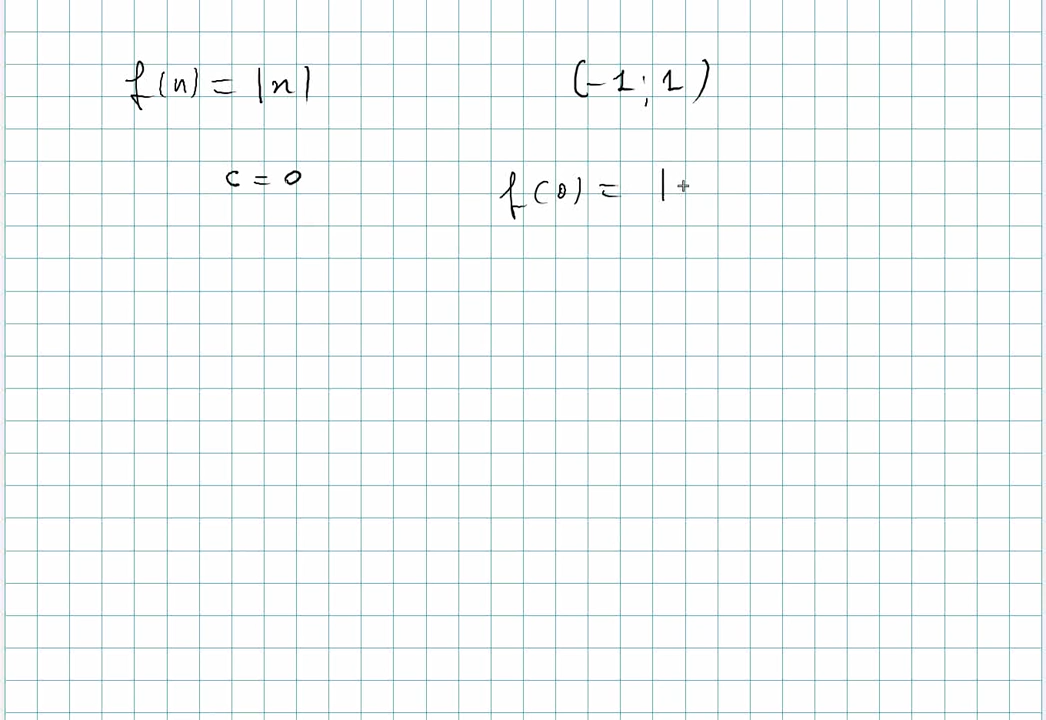 f(x) = |x| (-1; 1)
c = 0 f(0) = |